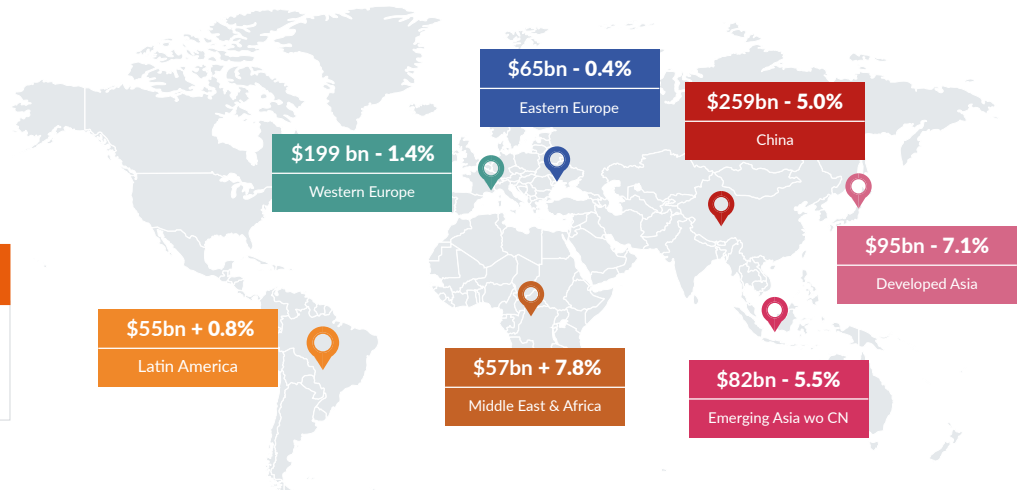 $65bn - 0.4%
Eastern Europe
$259bn - 5.0%
China
$199 bn - 1.4%
Western Europe
$95bn - 7.1%
Developed Asia
$55bn + 0.8%
Latin America
$57bn + 7.8%
Middle East & Africa
$82bn - 5.5%
Emerging Asia wo CN